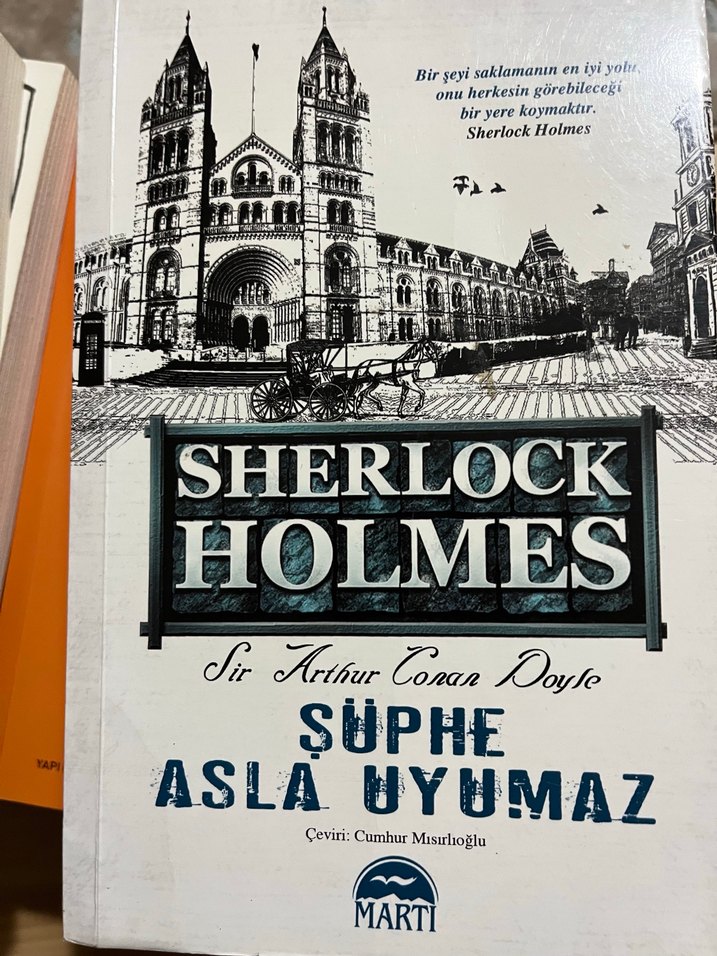 Bir şeyi saklamanın en iyi yolu,
onu herkesin görebileceği
bir yere koymaktır.
Sherlock Holmes
SHERLOCK
HOLMES
Sir Arthur Conan Doyle
ŞÜPHE
ASLA UYUMAZ
Çeviri: Cumhur Mısırlıoğlu
MARTI
YAPI